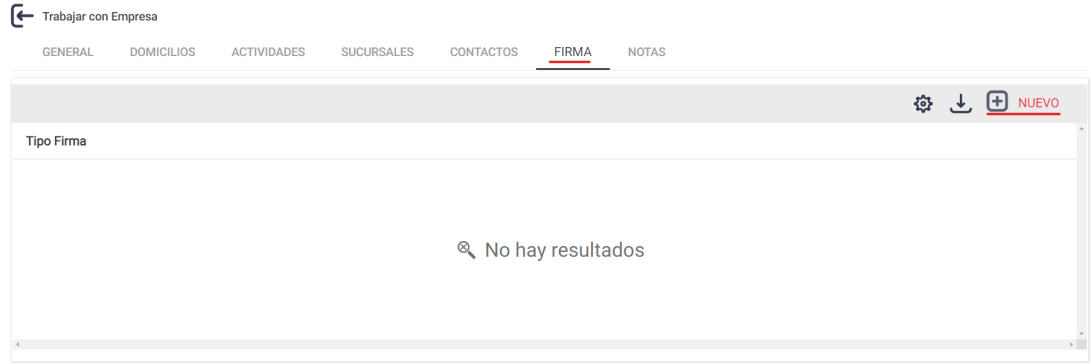 Trabajar con Empresa
GENERAL DOMICILIOS ACTIVIDADES SUCURSALES CONTACTOS FIRMA NOTAS
NUEVO
Tipo Firma
No hay resultados